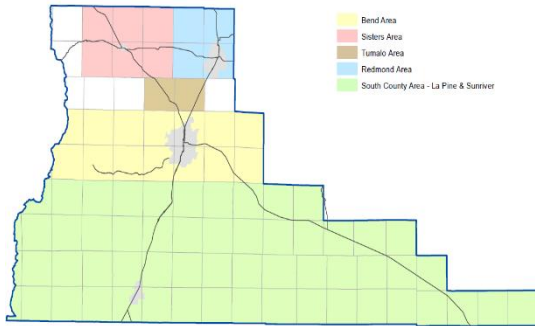 Bend Area
Sisters Area
Tumalo Area
Redmond Area
South County Area - La Pine & Sunriver